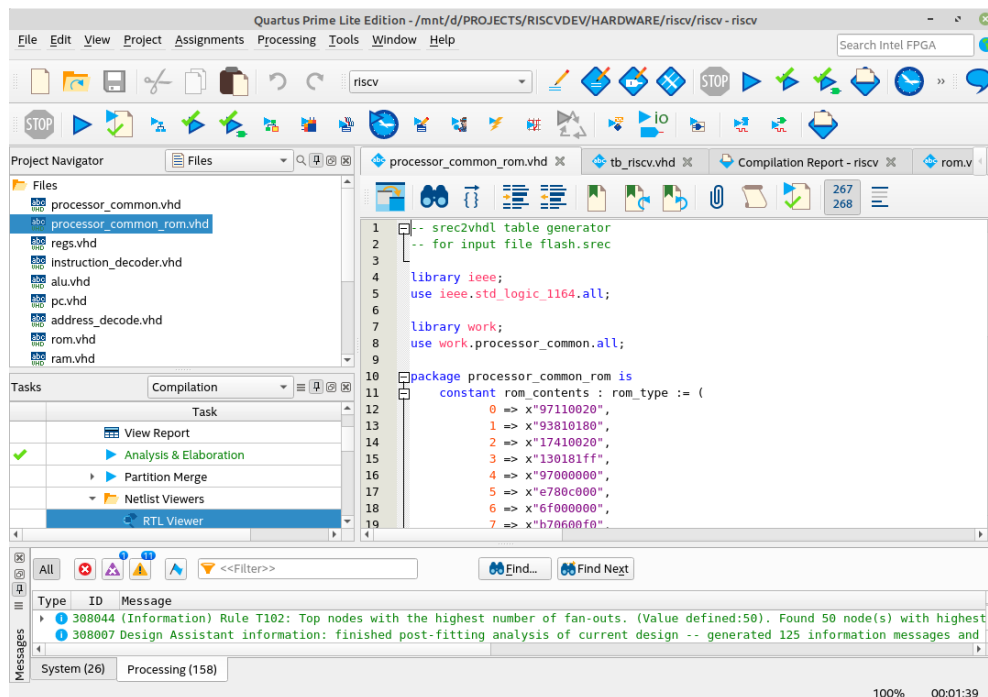 Quartus Prime Lite Edition - /mnt/d/PROJECTS/RISCVDEV/HARDWARE/riscv/riscv - riscv
File Edit View Project Assignments Processing Tools Window Help
Search Intel FPGA
riscv
STOP
»
STOP
io
Project Navigator
Files
processor_common_rom.vhd
tb_riscv.vhd
Compilation Report - riscv
rom.v
Files
processor_common.vhd
processor_common_rom.vhd
regs.vhd
instruction_decoder.vhd
alu.vhd
pc.vhd
address_decode.vhd
rom.vhd
ram.vhd
267
268
1 -- srec2vhdl table generator
2 -- for input file flash.srec
3
4 library ieee;
5 use ieee.std_logic_1164.all;
6
7 library work;
8 use work.processor_common.all;
9
10 package processor_common_rom is
11 constant rom_contents : rom_type := (
12 0 => x"97110020",
13 1 => x"93810180",
14 2 => x"17410020",
15 3 => x"130181ff",
16 4 => x"97000000",
17 5 => x"e780c000",
18 6 => x"6f000000",
19 7 => x"b70600f0",
Tasks
Compilation
Task
View Report
Analysis & Elaboration
Partition Merge
Netlist Viewers
RTL Viewer
All
1
11
<<Filter>>
Find...
Find Next
Type ID Message
308044 (Information) Rule T102: Top nodes with the highest number of fan-outs. (Value defined:50). Found 50 node(s) with highest
308007 Design Assistant information: finished post-fitting analysis of current design -- generated 125 information messages and
Messages
System (26)
Processing (158)
100% 00:01:39